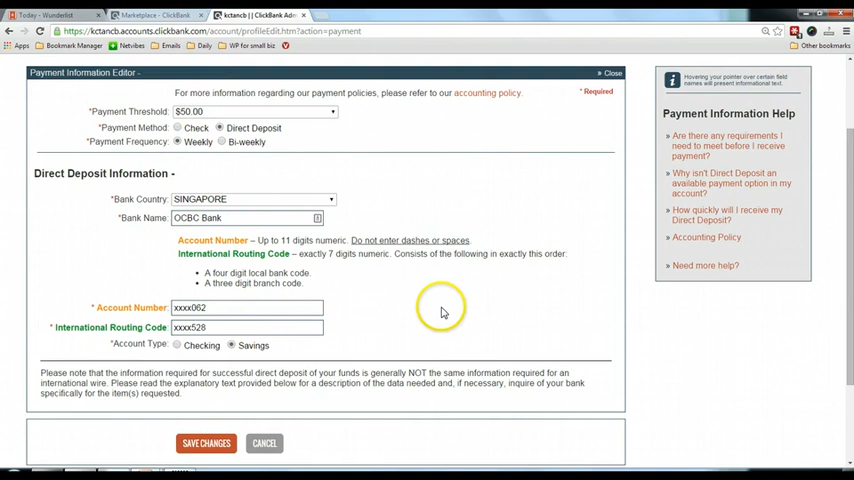 Today – Wunderlist
Marketplace - ClickBank
kctancb || ClickBank Adm
https://kctancb.accounts.clickbank.com/account/profileEdit.htm?action=payment
Apps Bookmark Manager Netvibes Emails Daily WP for small biz Other bookmarks
Payment Information Editor - » Close
For more information regarding our payment policies, please refer to our accounting policy. * Required
*Payment Threshold: $50.00
*Payment Method: Check Direct Deposit
*Payment Frequency: Weekly Bi-weekly
Direct Deposit Information -
*Bank Country: SINGAPORE
*Bank Name: OCBC Bank
Account Number – Up to 11 digits numeric. Do not enter dashes or spaces.
International Routing Code – exactly 7 digits numeric. Consists of the following in exactly this order:
• A four digit local bank code.
• A three digit branch code.
* Account Number: xxxx062
* International Routing Code: xxxx528
*Account Type: Checking Savings
Please note that the information required for successful direct deposit of your funds is generally NOT the same information required for an
international wire. Please read the explanatory text provided below for a description of the data needed and, if necessary, inquire of your bank
specifically for the item(s) requested.
SAVE CHANGES CANCEL
Hovering your pointer over certain field
names will present informational text.
Payment Information Help
» Are there any requirements I
need to meet before I receive
payment?
» Why isn't Direct Deposit an
available payment option in my
account?
» How quickly will I receive my
Direct Deposit?
» Accounting Policy
» Need more help?